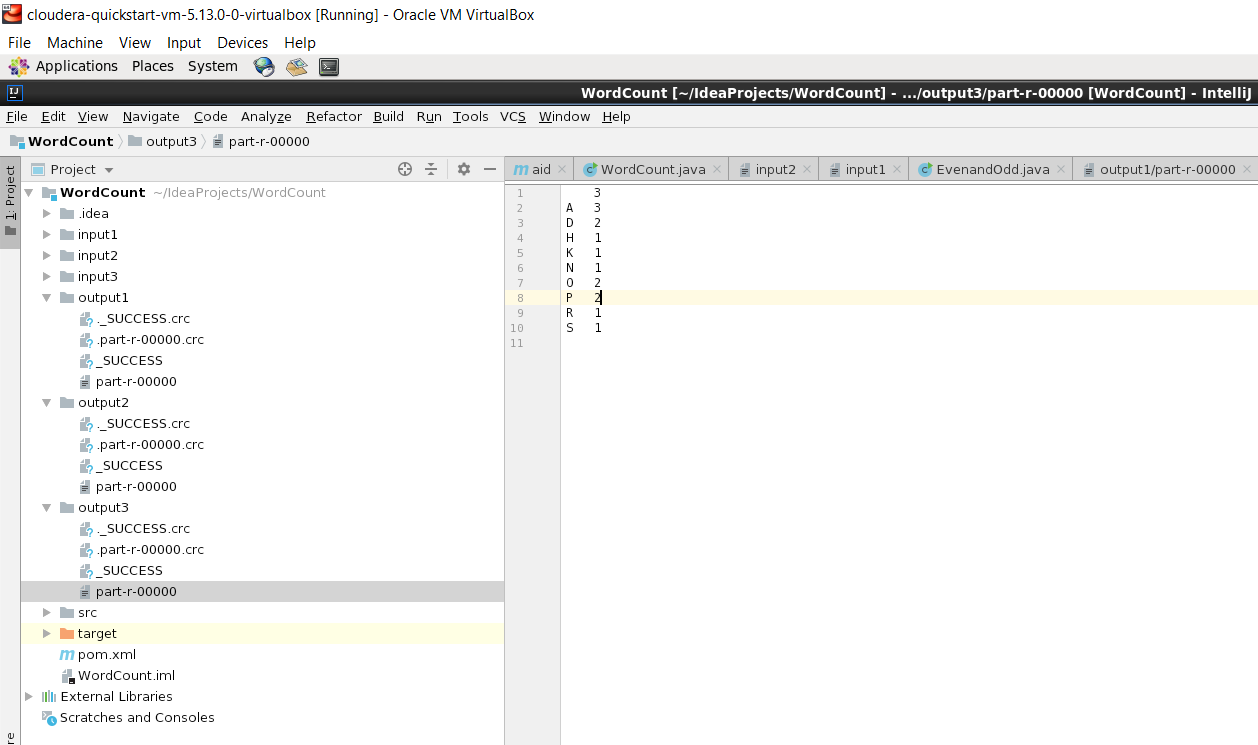 cloudera-quickstart-vm-5.13.0-0-virtualbox [Running] - Oracle VM VirtualBox
File Machine View Input Devices Help
Applications Places System
WordCount [~/IdeaProjects/WordCount] - .../output3/part-r-00000 [WordCount] - IntelliJ
File Edit View Navigate Code Analyze Refactor Build Run Tools VCS Window Help
WordCount output3 part-r-00000
1: Project
Project
aid WordCount.java input2 input1 EvenandOdd.java output1/part-r-00000
WordCount ~/IdeaProjects/WordCount
.idea
input1
input2
input3
output1
._SUCCESS.crc
.part-r-00000.crc
_SUCCESS
part-r-00000
output2
._SUCCESS.crc
.part-r-00000.crc
_SUCCESS
part-r-00000
output3
._SUCCESS.crc
.part-r-00000.crc
_SUCCESS
part-r-00000
src
target
pom.xml
WordCount.iml
External Libraries
Scratches and Consoles
1 3
2 A 3
3 D 2
4 H 1
5 K 1
6 N 1
7 O 2
8 P 2
9 R 1
10 S 1
11